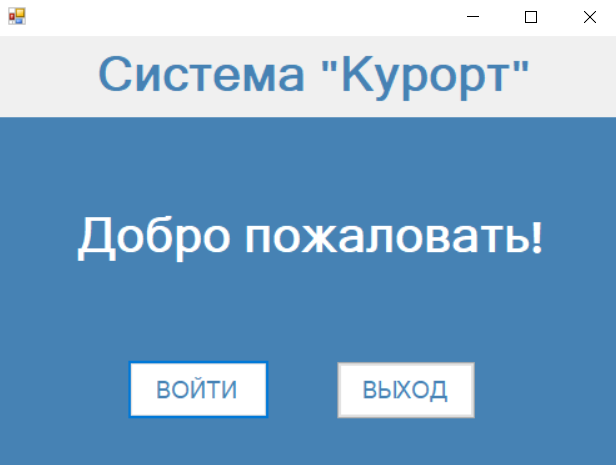 Система "Курорт"
Добро пожаловать!
ВОЙТИ
ВЫХОД